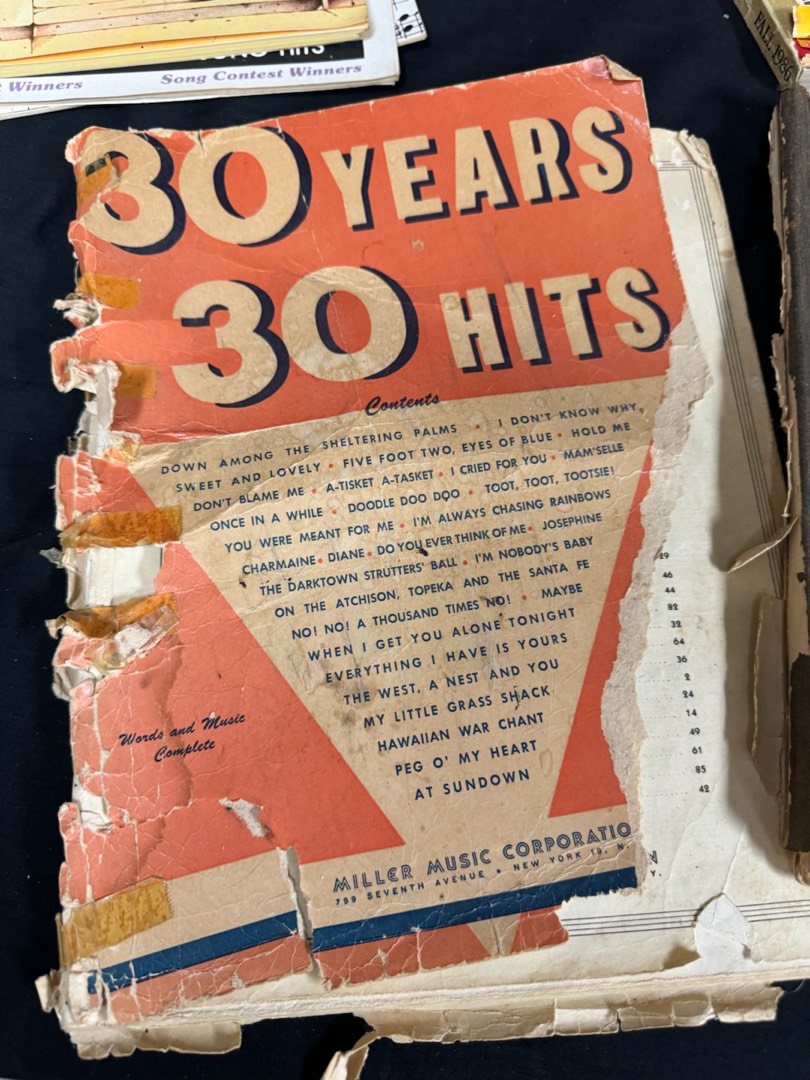 Winners
Song Contest Winners
FALL 1986
30 YEARS
30 HITS
Contents
DOWN AMONG THE SHELTERING PALMS • I DON'T KNOW WHY
SWEET AND LOVELY • FIVE FOOT TWO, EYES OF BLUE • HOLD ME
DON'T BLAME ME • A-TISKET A-TASKET • I CRIED FOR YOU • MAM'SELLE
ONCE IN A WHILE • DOODLE DOO DOO • TOOT, TOOT, TOOTSIE!
YOU WERE MEANT FOR ME • I'M ALWAYS CHASING RAINBOWS
CHARMAINE • DIANE • DO YOU EVER THINK OF ME • JOSEPHINE
THE DARKTOWN STRUTTERS' BALL • I'M NOBODY'S BABY
ON THE ATCHISON, TOPEKA AND THE SANTA FE
NO! NO! A THOUSAND TIMES NO! • MAYBE
WHEN I GET YOU ALONE TONIGHT
EVERYTHING I HAVE IS YOURS
THE WEST, A NEST AND YOU
MY LITTLE GRASS SHACK
HAWAIIAN WAR CHANT
PEG O' MY HEART
AT SUNDOWN
Words and Music
Complete
MILLER MUSIC CORPORATIO
799 SEVENTH AVENUE • NEW YORK 19, N.
Y.
29
46
44
82
32
64
36
2
24
14
49
61
85
42